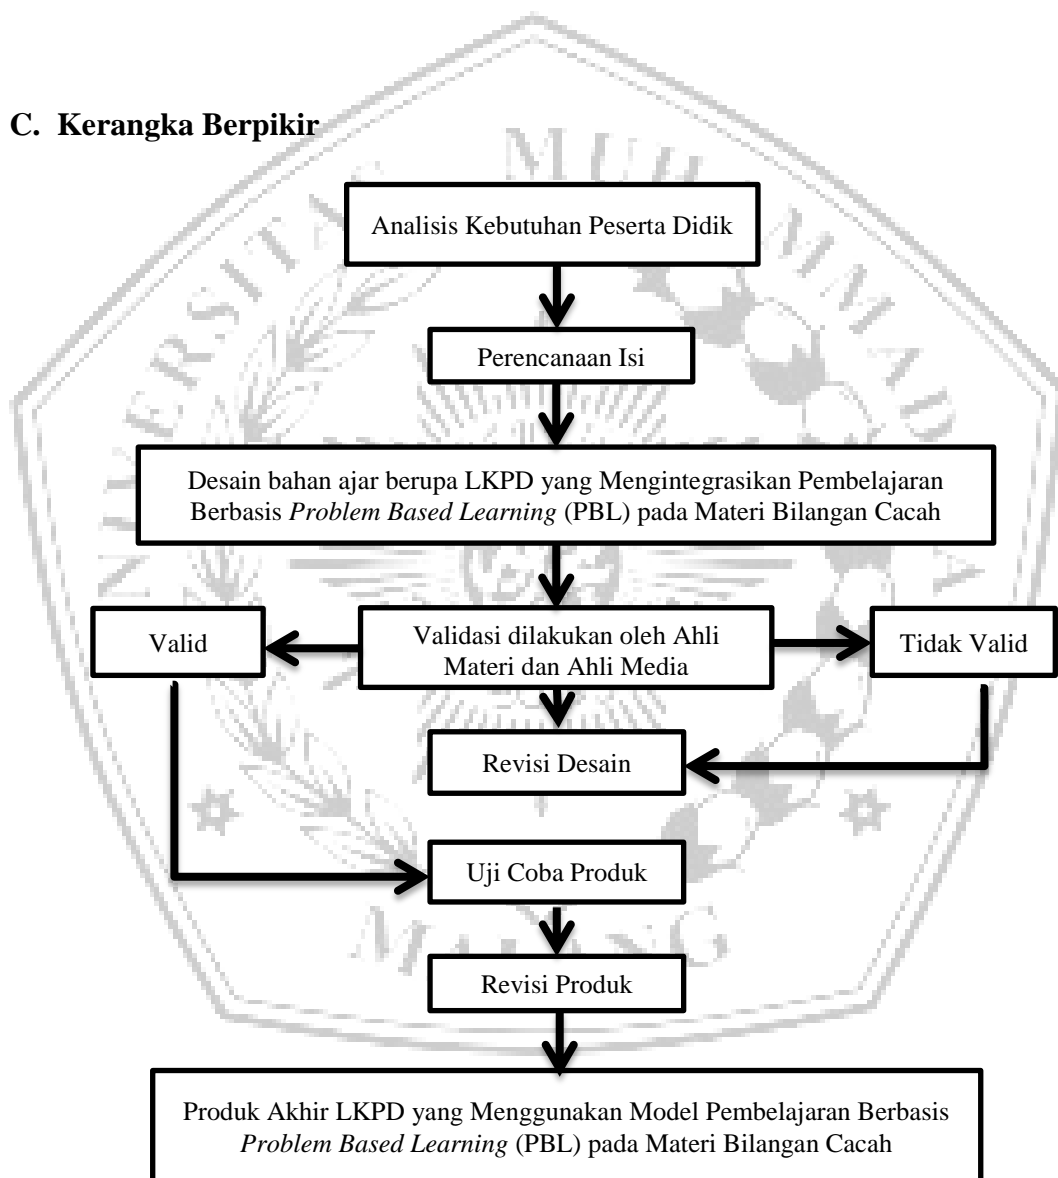 C. Kerangka Berpikir
UNIVERSITAS MUHAMMADIYA
MALANG
Analisis Kebutuhan Peserta Didik
Perencanaan Isi
Desain bahan ajar berupa LKPD yang Mengintegrasikan Pembelajaran
Berbasis Problem Based Learning (PBL) pada Materi Bilangan Cacah
Valid
Validasi dilakukan oleh Ahli
Materi dan Ahli Media
Tidak Valid
Revisi Desain
Uji Coba Produk
Revisi Produk
Produk Akhir LKPD yang Menggunakan Model Pembelajaran Berbasis
Problem Based Learning (PBL) pada Materi Bilangan Cacah